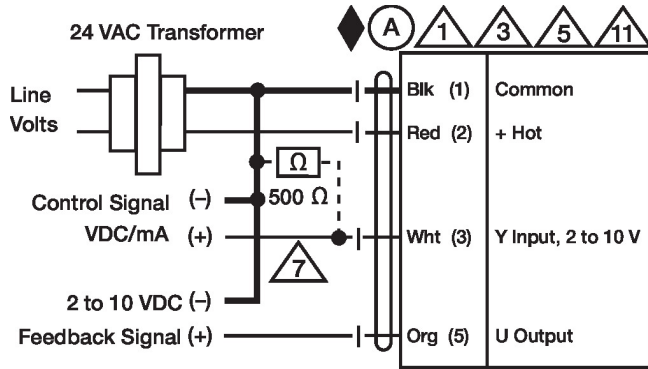 24 VAC Transformer
A 1 3 5 11
Line
Volts
Blk (1) Common
Red (2) + Hot
Ω
500 Ω
Control Signal (-)
VDC/mA (+)
Wht (3) Y Input, 2 to 10 V
7
2 to 10 VDC (-)
Feedback Signal (+)
Org (5) U Output